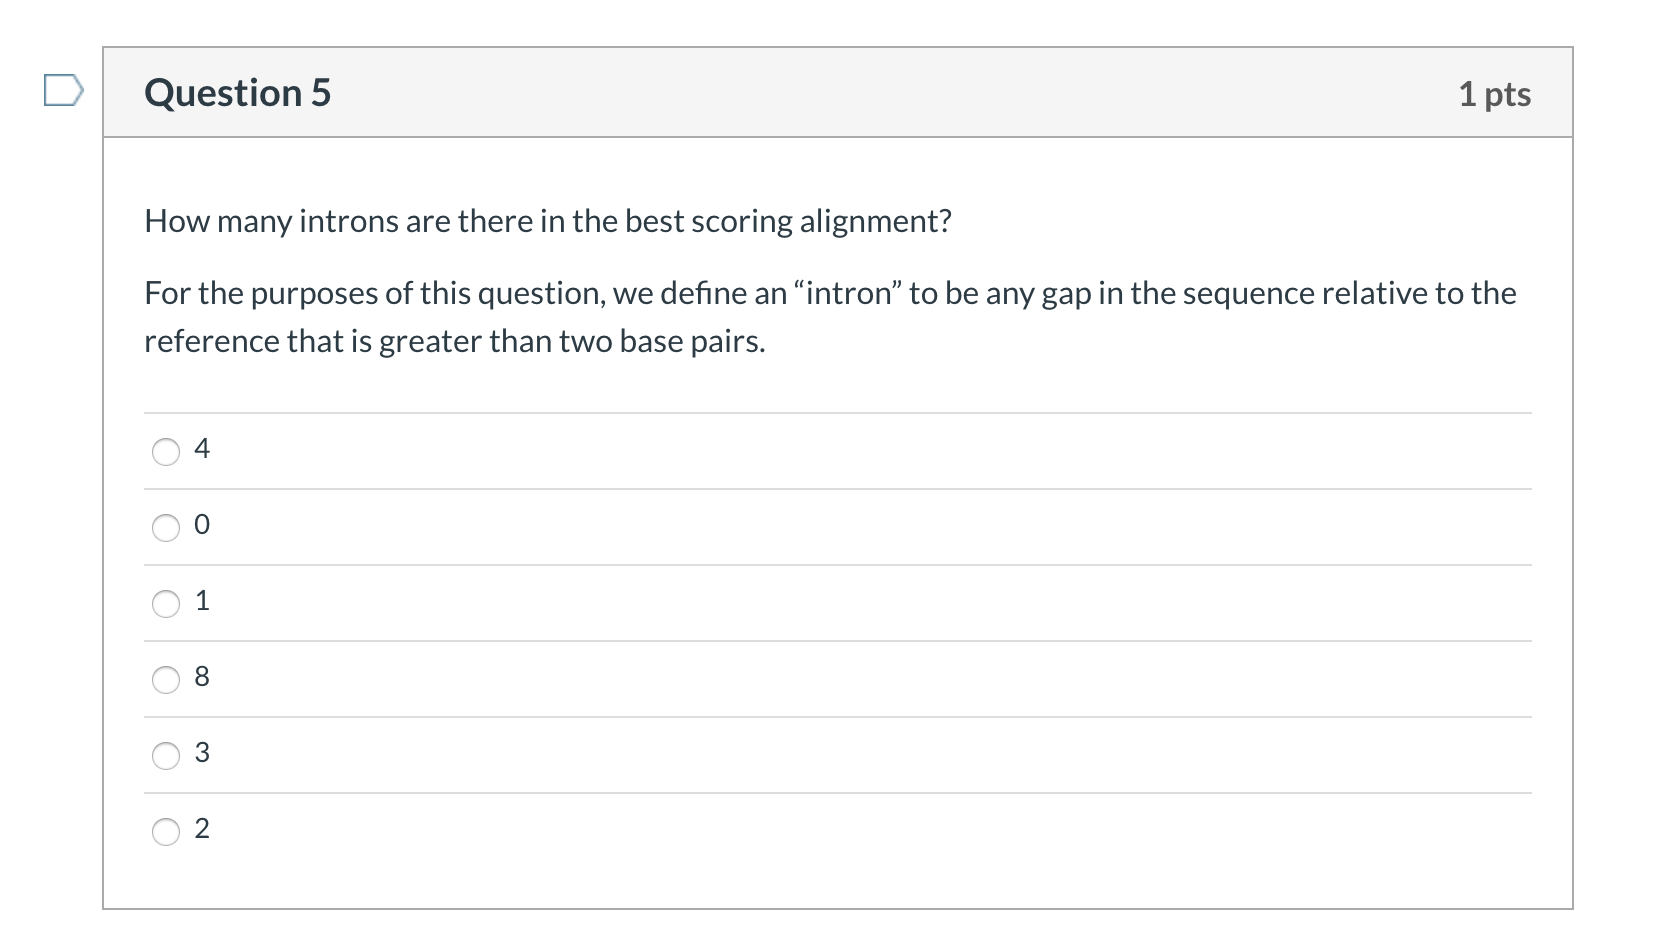 Question 5
1 pts
How many introns are there in the best scoring alignment?
For the purposes of this question, we define an “intron” to be any gap in the sequence relative to the
reference that is greater than two base pairs.
4
0
1
8
3
2